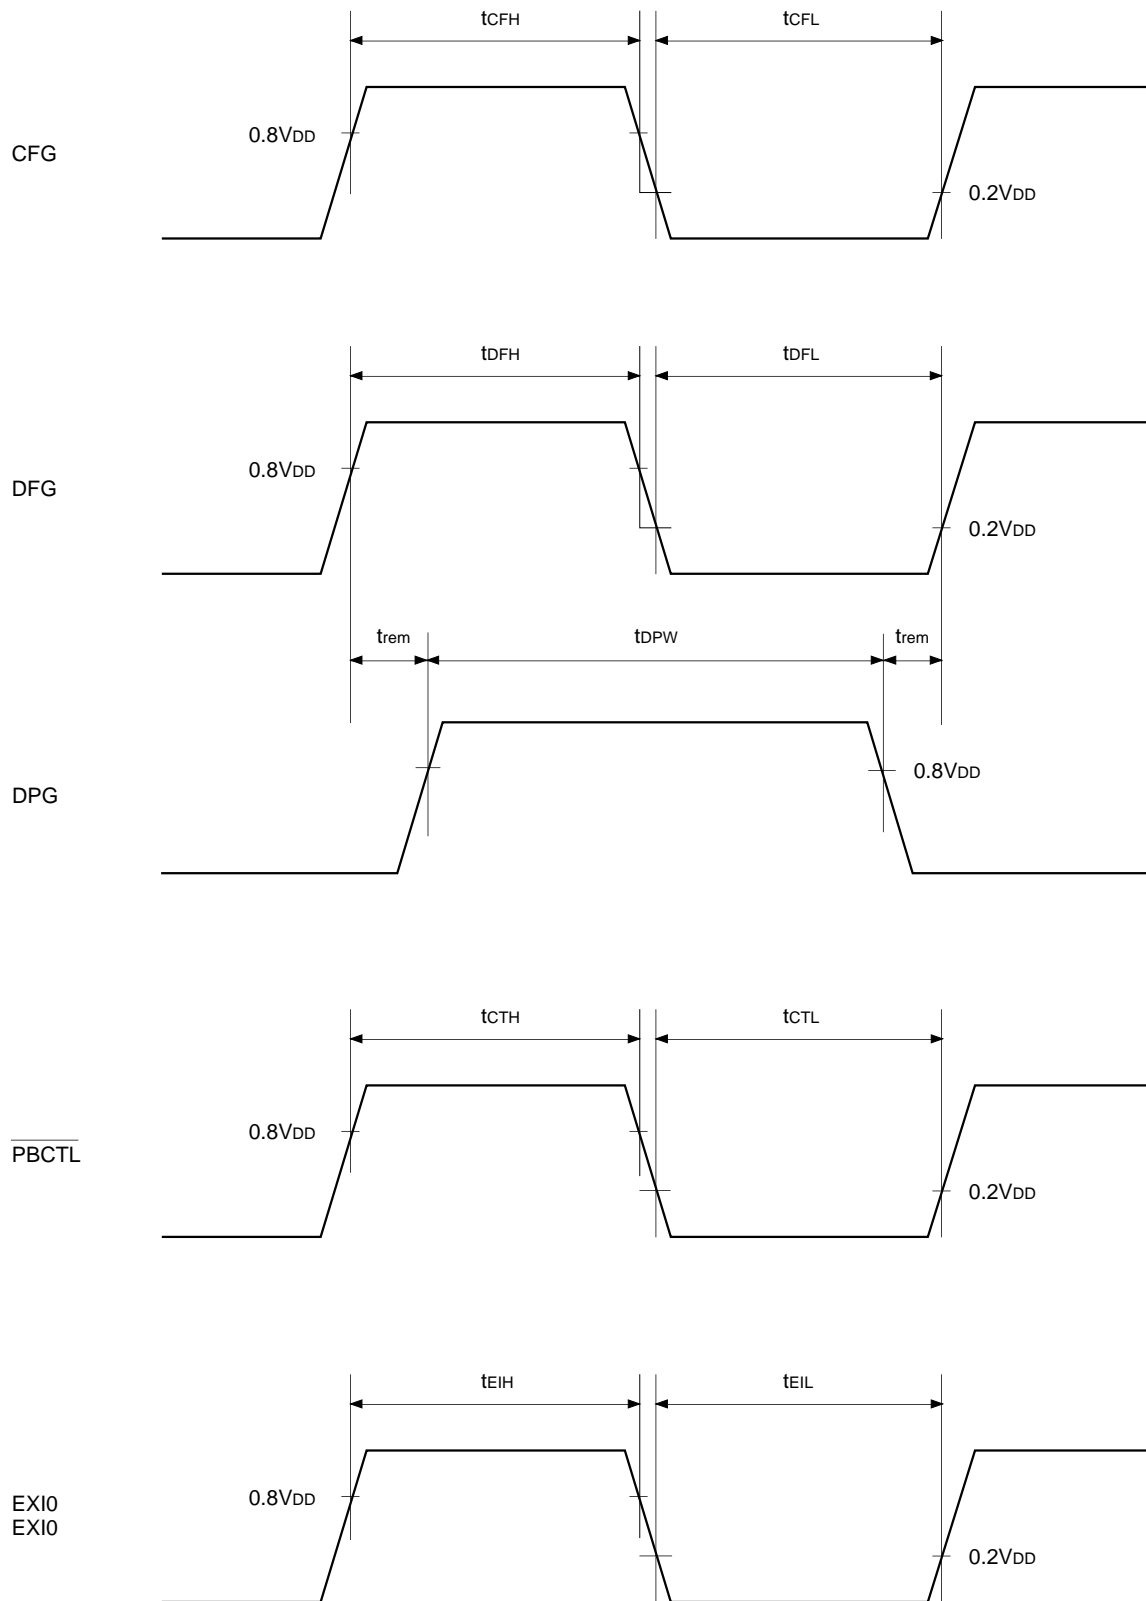 tCFH tCFL
0.8VDD
CFG
0.2VDD
tDFH tDFL
0.8VDD
DFG
0.2VDD
trem tDPW trem
0.8VDD
DPG
tCTH tCTL
0.8VDD
PBCTL
0.2VDD
tEIH tEIL
0.8VDD
EXI0
EXI0
0.2VDD